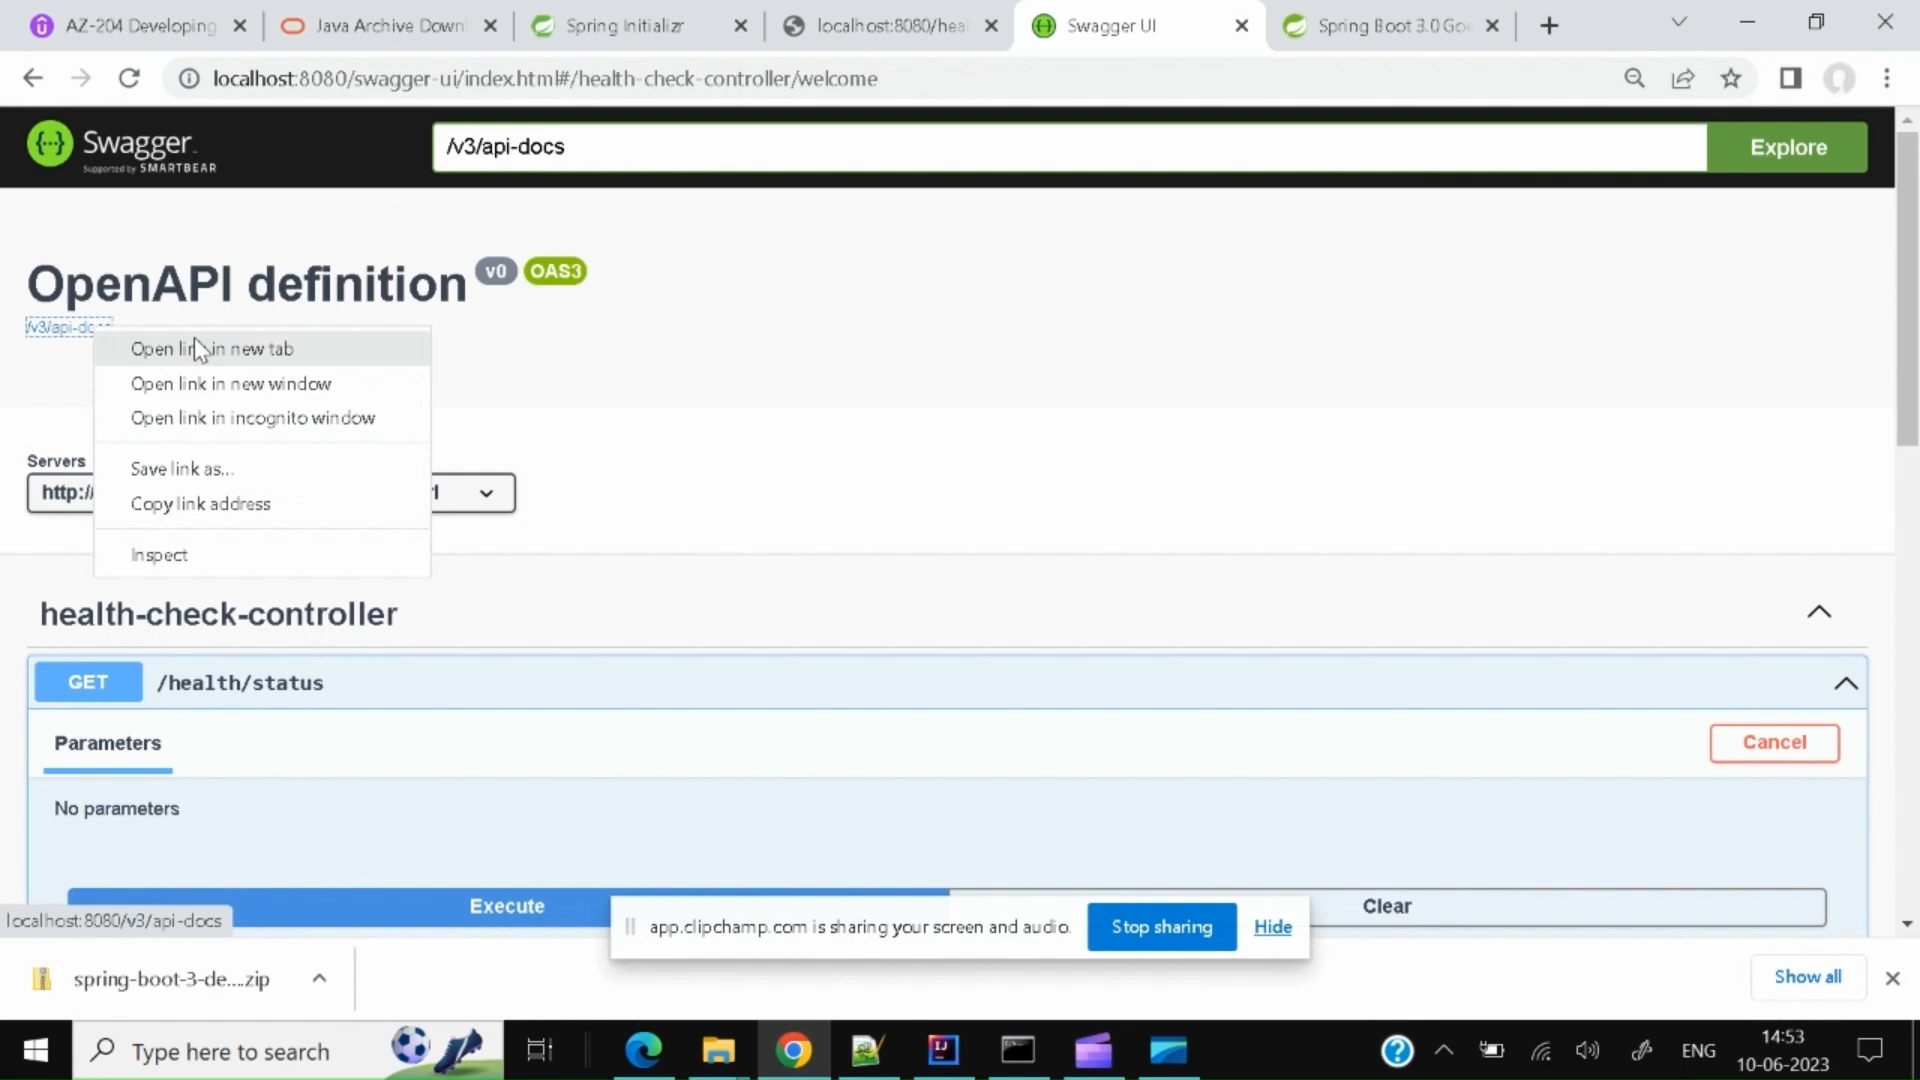 AZ-204 Developing
Java Archive Down
Spring Initializr
localhost:8080/heal
Swagger UI
Spring Boot 3.0 Goe
localhost:8080/swagger-ui/index.html#/health-check-controller/welcome
Swagger
Supported by SMARTBEAR
/v3/api-docs
Explore
OpenAPI definition
v0
OAS3
/v3/api-docs
Open link in new tab
Open link in new window
Open link in incognito window
Save link as...
Copy link address
Inspect
Servers
http://
health-check-controller
GET /health/status
Parameters
Cancel
No parameters
Execute
Clear
localhost:8080/v3/api-docs
app.clipchamp.com is sharing your screen and audio.
Stop sharing
Hide
spring-boot-3-de....zip
Show all
Type here to search
ENG
14:53
10-06-2023